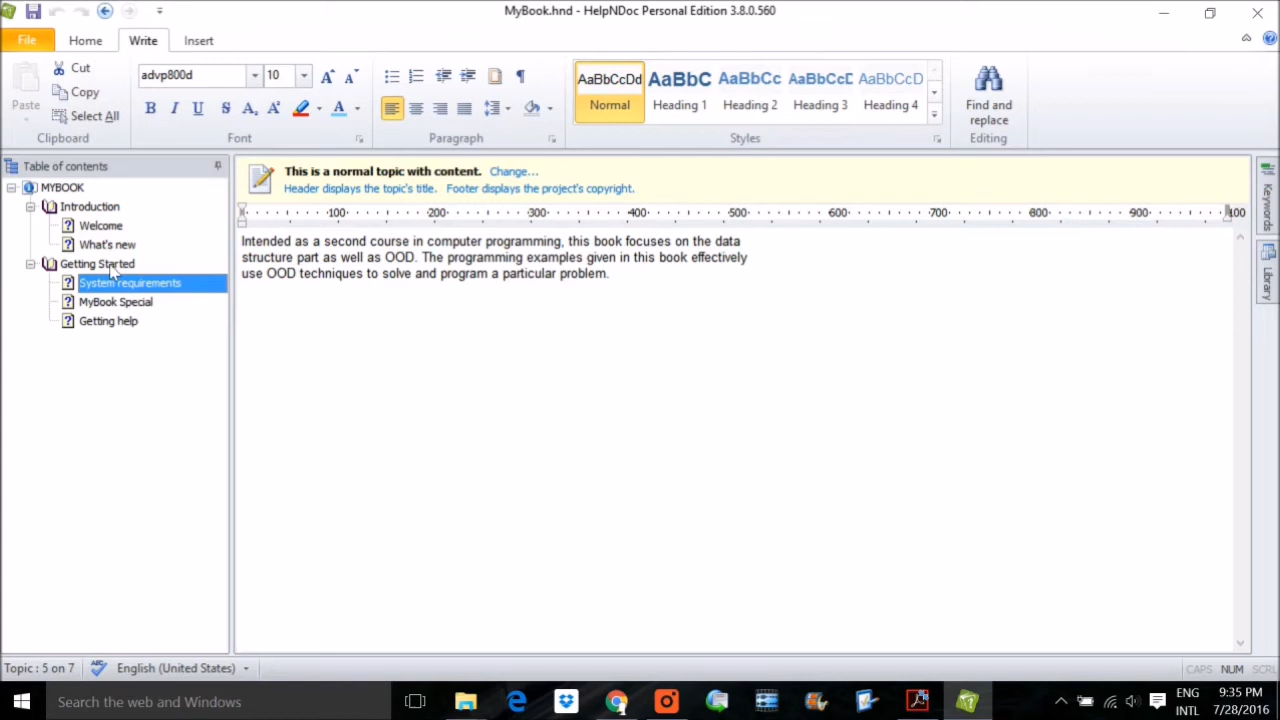 MyBook.hnd - HelpNDoc Personal Edition 3.8.0.560
File Home Write Insert
Paste
Cut
Copy
Select All
Clipboard
advp800d 10
B I U S A A A
Font
Paragraph
AaBbCcDd AaBbC AaBbCc AaBbCcD AaBbCcD
Normal Heading 1 Heading 2 Heading 3 Heading 4
Styles
Find and
replace
Editing
Table of contents
MYBOOK
Introduction
Welcome
What's new
Getting Started
System requirements
MyBook Special
Getting help
This is a normal topic with content. Change...
Header displays the topic's title. Footer displays the project's copyright.
100 200 300 400 500 600 700 800 900 100
Intended as a second course in computer programming, this book focuses on the data
structure part as well as OOD. The programming examples given in this book effectively
use OOD techniques to solve and program a particular problem.
Keywords
Library
Topic : 5 on 7 ABC English (United States) CAPS NUM SCRL
Search the web and Windows
ENG
INTL
9:35 PM
7/28/2016